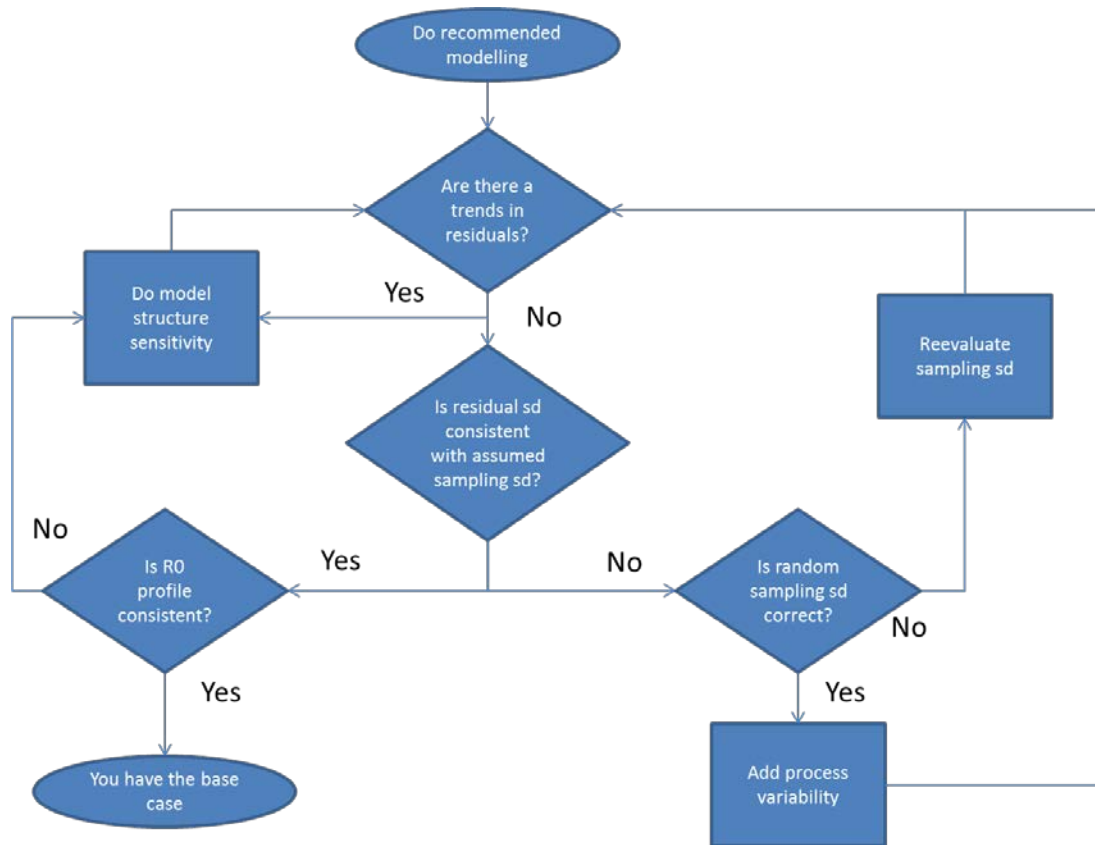 Do recommended
modelling
Are there a
trends in
residuals?
Yes
No
Do model
structure
sensitivity
Reevaluate
sampling sd
Is residual sd
consistent
with assumed
sampling sd?
No
Yes
No
Is R0
profile
consistent?
Is random
sampling sd
correct?
No
Yes
Yes
You have the base
case
Add process
variability